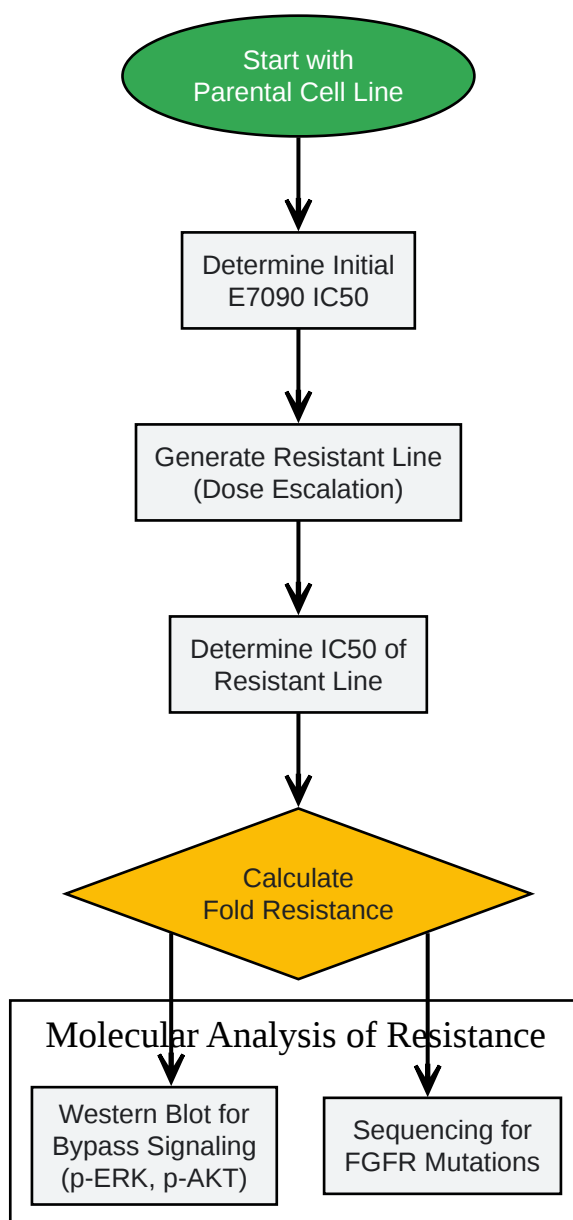 Start with
Parental Cell Line
Determine Initial
E7090 IC50
Generate Resistant Line
(Dose Escalation)
Determine IC50 of
Resistant Line
Calculate
Fold Resistance
Molecular Analysis of Resistance
Western Blot for
Bypass Signaling
(p-ERK, p-AKT)
Sequencing for
FGFR Mutations